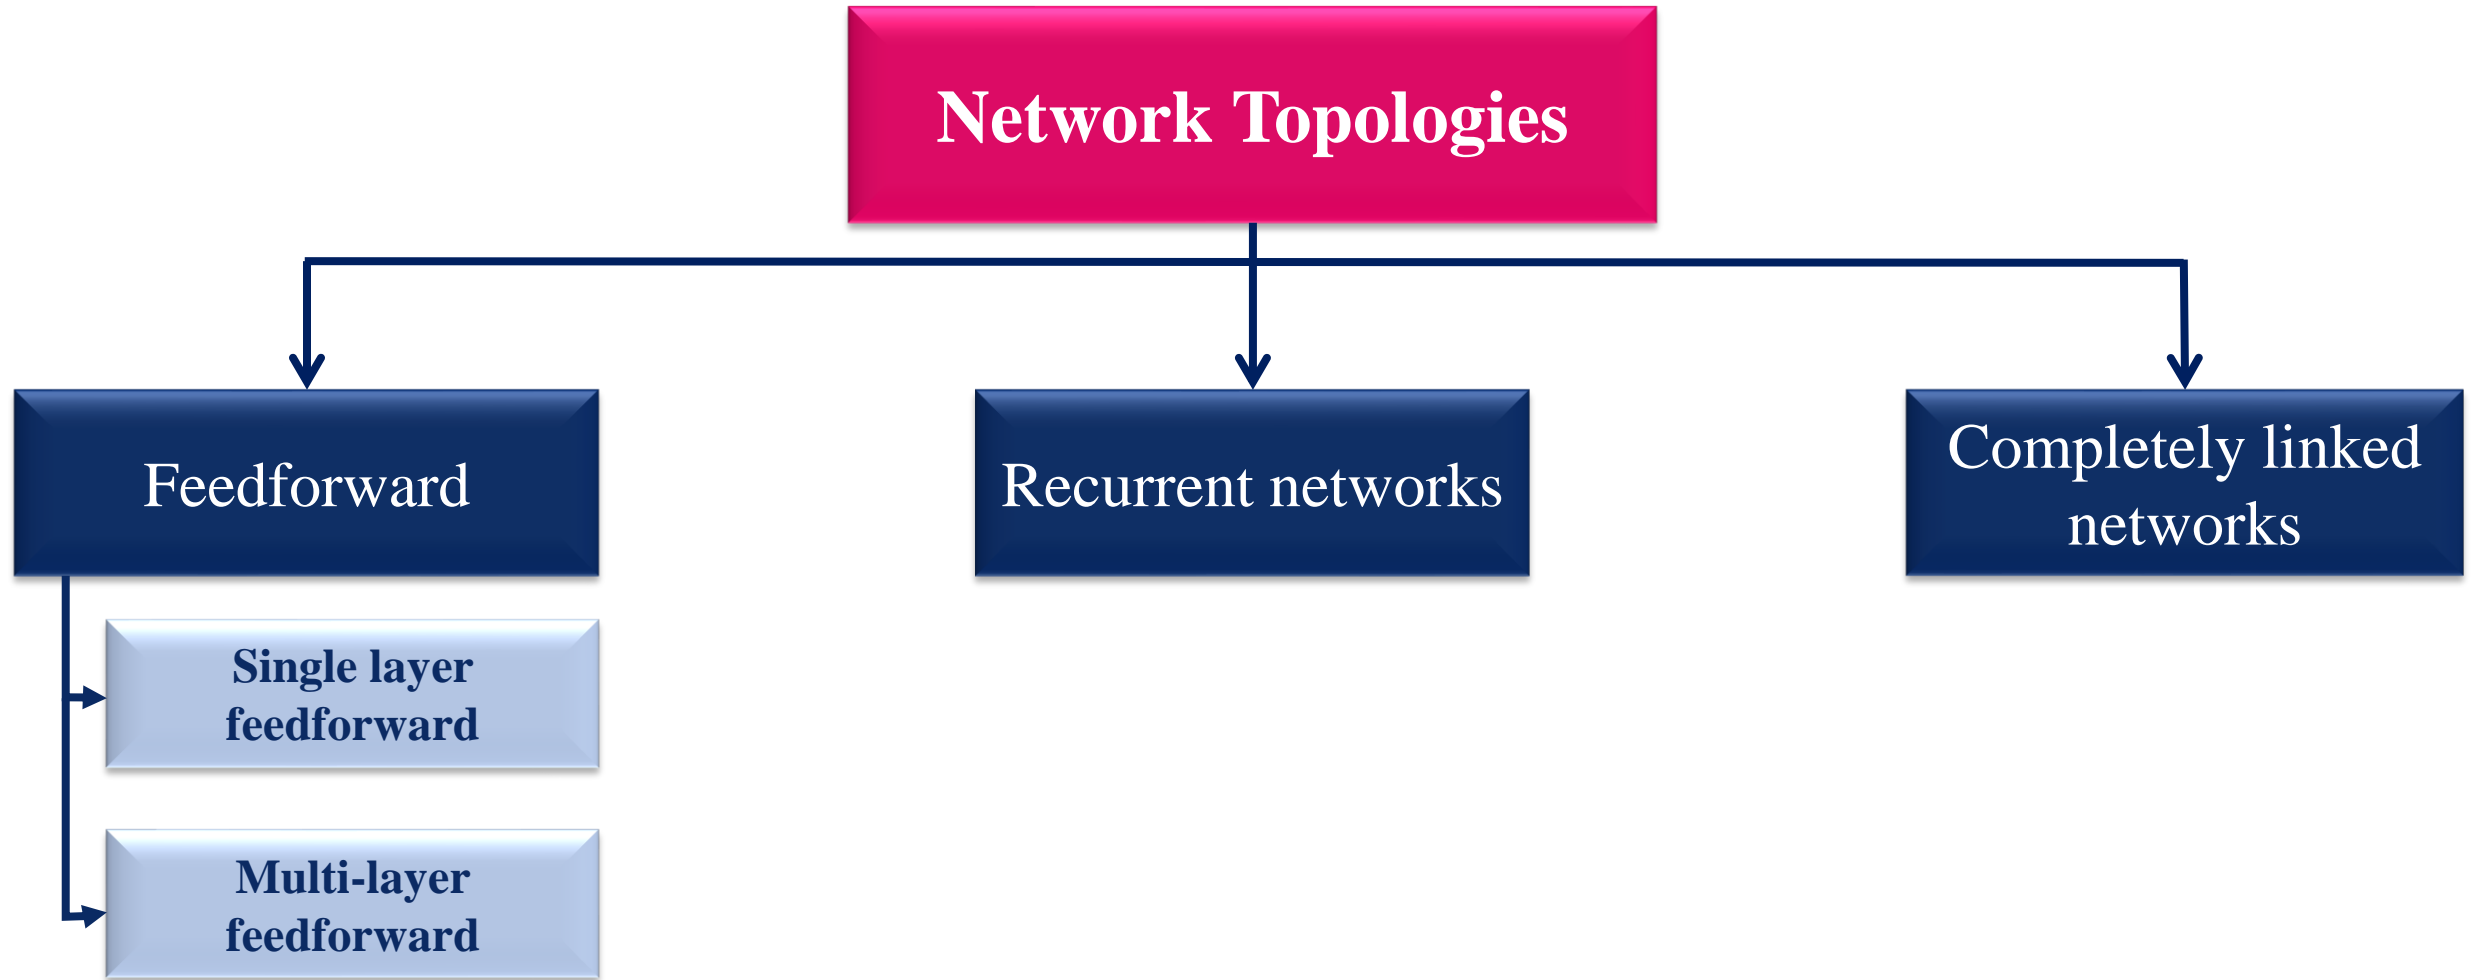 Network Topologies
Feedforward
Recurrent networks
Completely linked
networks
Single layer
feedforward
Multi-layer
feedforward